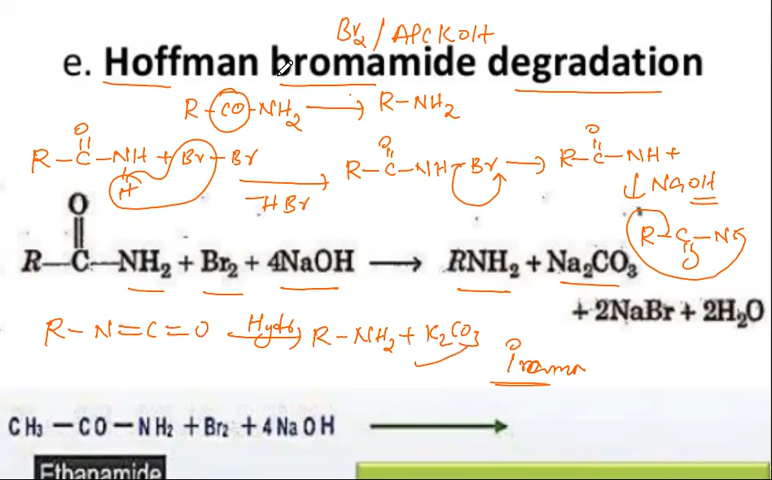 Br₂ / Alc KOH
e. Hoffman bromamide degradation
R-CO-NH₂ → R-NH₂
O O O
R-C-NH + Br-Br → R-C-NH-Br → R-C-NH+
H -HBr ↓ NaOH
O R-C-N
R—C—NH₂ + Br₂ + 4NaOH → RNH₂ + Na₂CO₃ O
+ 2NaBr + 2H₂O
R-N=C=O → R-NH₂ + K₂CO₃
CH₃ – CO – NH₂ + Br₂ + 4 NaOH →
Ethanamide